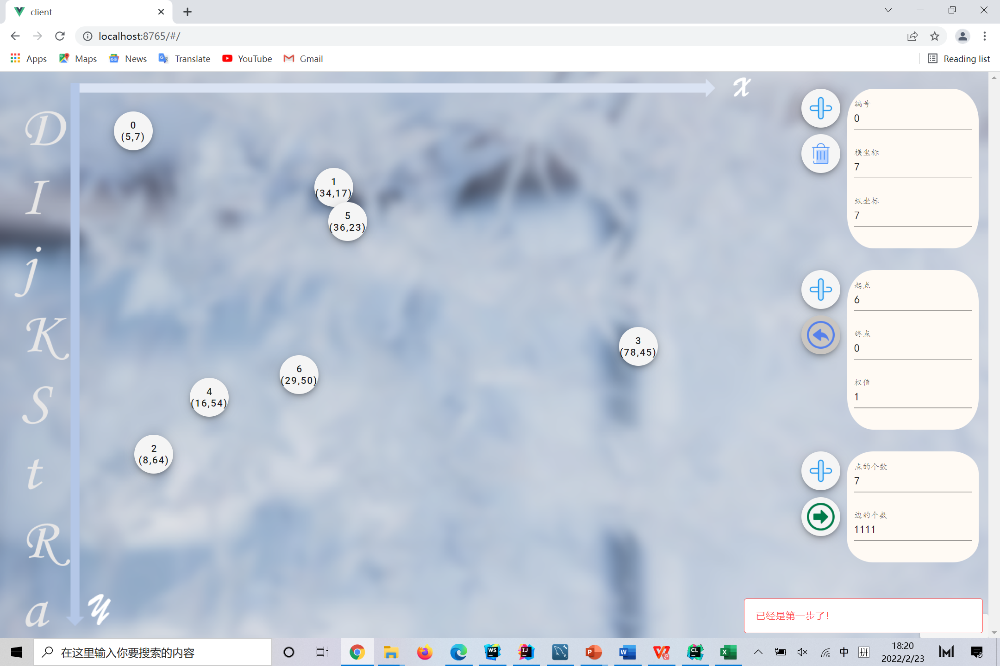 client
localhost:8765/#/
Apps
Maps
News
Translate
YouTube
Gmail
Reading list
x
D
I
j
K
S
t
R
a
y
0
(5,7)
1
(34,17)
5
(36,23)
3
(78,45)
6
(29,50)
4
(16,54)
2
(8,64)
编号
0
横坐标
7
纵坐标
7
起点
6
终点
0
权值
1
点的个数
7
边的个数
1111
已经是第一步了!
在这里输入你要搜索的内容
WS
IJ
P
W
CL
X
中
拼
18:20
2022/2/23